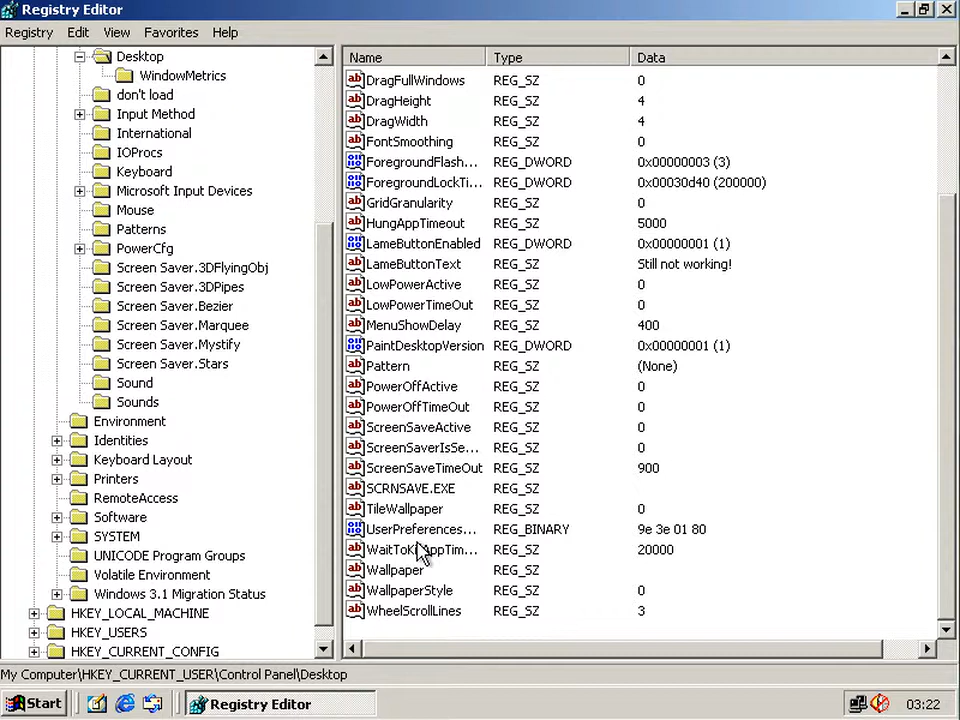 Registry Editor
Registry Edit View Favorites Help
Desktop
WindowMetrics
don't load
Input Method
International
IOProcs
Keyboard
Microsoft Input Devices
Mouse
Patterns
PowerCfg
Screen Saver.3DFlyingObj
Screen Saver.3DPipes
Screen Saver.Bezier
Screen Saver.Marquee
Screen Saver.Mystify
Screen Saver.Stars
Sound
Sounds
Environment
Identities
Keyboard Layout
Printers
RemoteAccess
Software
SYSTEM
UNICODE Program Groups
Volatile Environment
Windows 3.1 Migration Status
HKEY_LOCAL_MACHINE
HKEY_USERS
HKEY_CURRENT_CONFIG
Name Type Data
DragFullWindows REG_SZ 0
DragHeight REG_SZ 4
DragWidth REG_SZ 4
FontSmoothing REG_SZ 0
ForegroundFlash... REG_DWORD 0x00000003 (3)
ForegroundLockTi... REG_DWORD 0x00030d40 (200000)
GridGranularity REG_SZ 0
HungAppTimeout REG_SZ 5000
LameButtonEnabled REG_DWORD 0x00000001 (1)
LameButtonText REG_SZ Still not working!
LowPowerActive REG_SZ 0
LowPowerTimeOut REG_SZ 0
MenuShowDelay REG_SZ 400
PaintDesktopVersion REG_DWORD 0x00000001 (1)
Pattern REG_SZ (None)
PowerOffActive REG_SZ 0
PowerOffTimeOut REG_SZ 0
ScreenSaveActive REG_SZ 0
ScreenSaverIsSe... REG_SZ 0
ScreenSaveTimeOut REG_SZ 900
SCRNSAVE.EXE REG_SZ
TileWallpaper REG_SZ 0
UserPreferences... REG_BINARY 9e 3e 01 80
WaitToKillAppTim... REG_SZ 20000
Wallpaper REG_SZ
WallpaperStyle REG_SZ 0
WheelScrollLines REG_SZ 3
My Computer\HKEY_CURRENT_USER\Control Panel\Desktop
Start Registry Editor 03:22